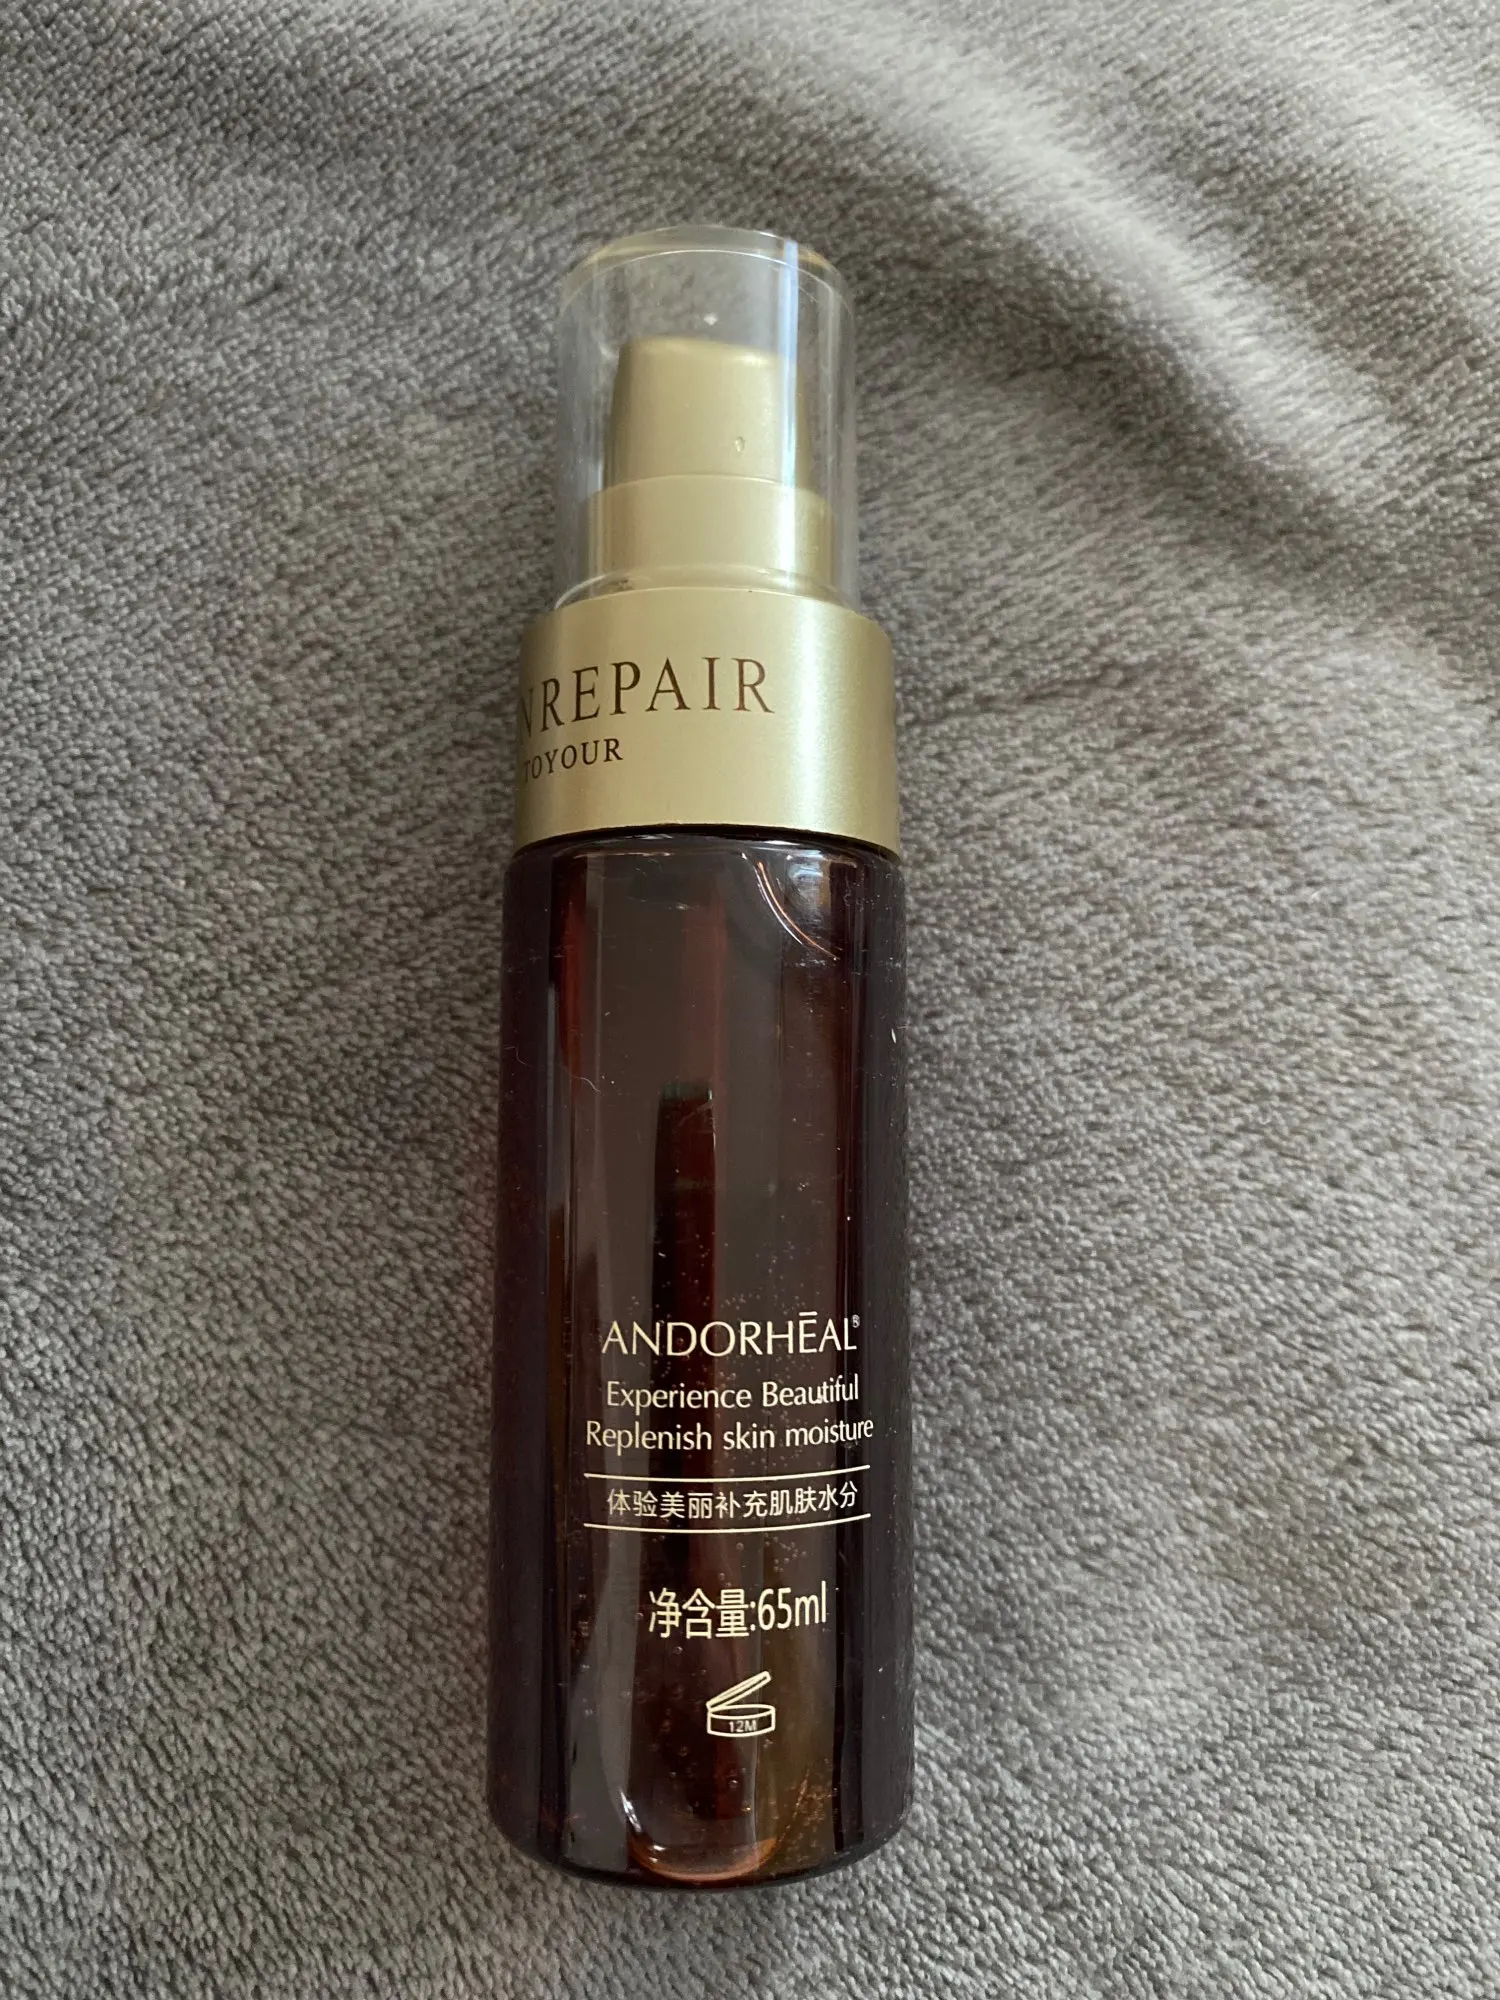 NREPAIR
TOYOUR
ANDORHĒAL®
Experience Beautiful
Replenish skin moisture
体验美丽补充肌肤水分
净含量:65ml
12M